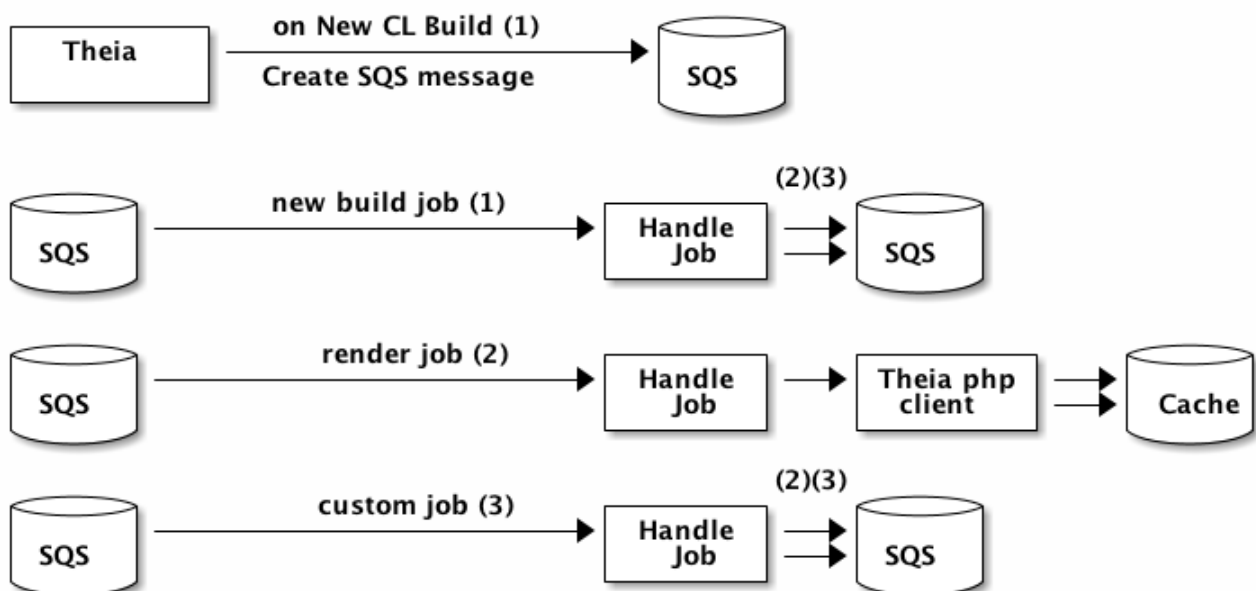 on New CL Build (1)
Theia
Create SQS message
SQS
(2)(3)
new build job (1)
Handle
Job
SQS
SQS
render job (2)
Handle
Job
Theia php
client
SQS
Cache
(2)(3)
custom job (3)
Handle
Job
SQS
SQS